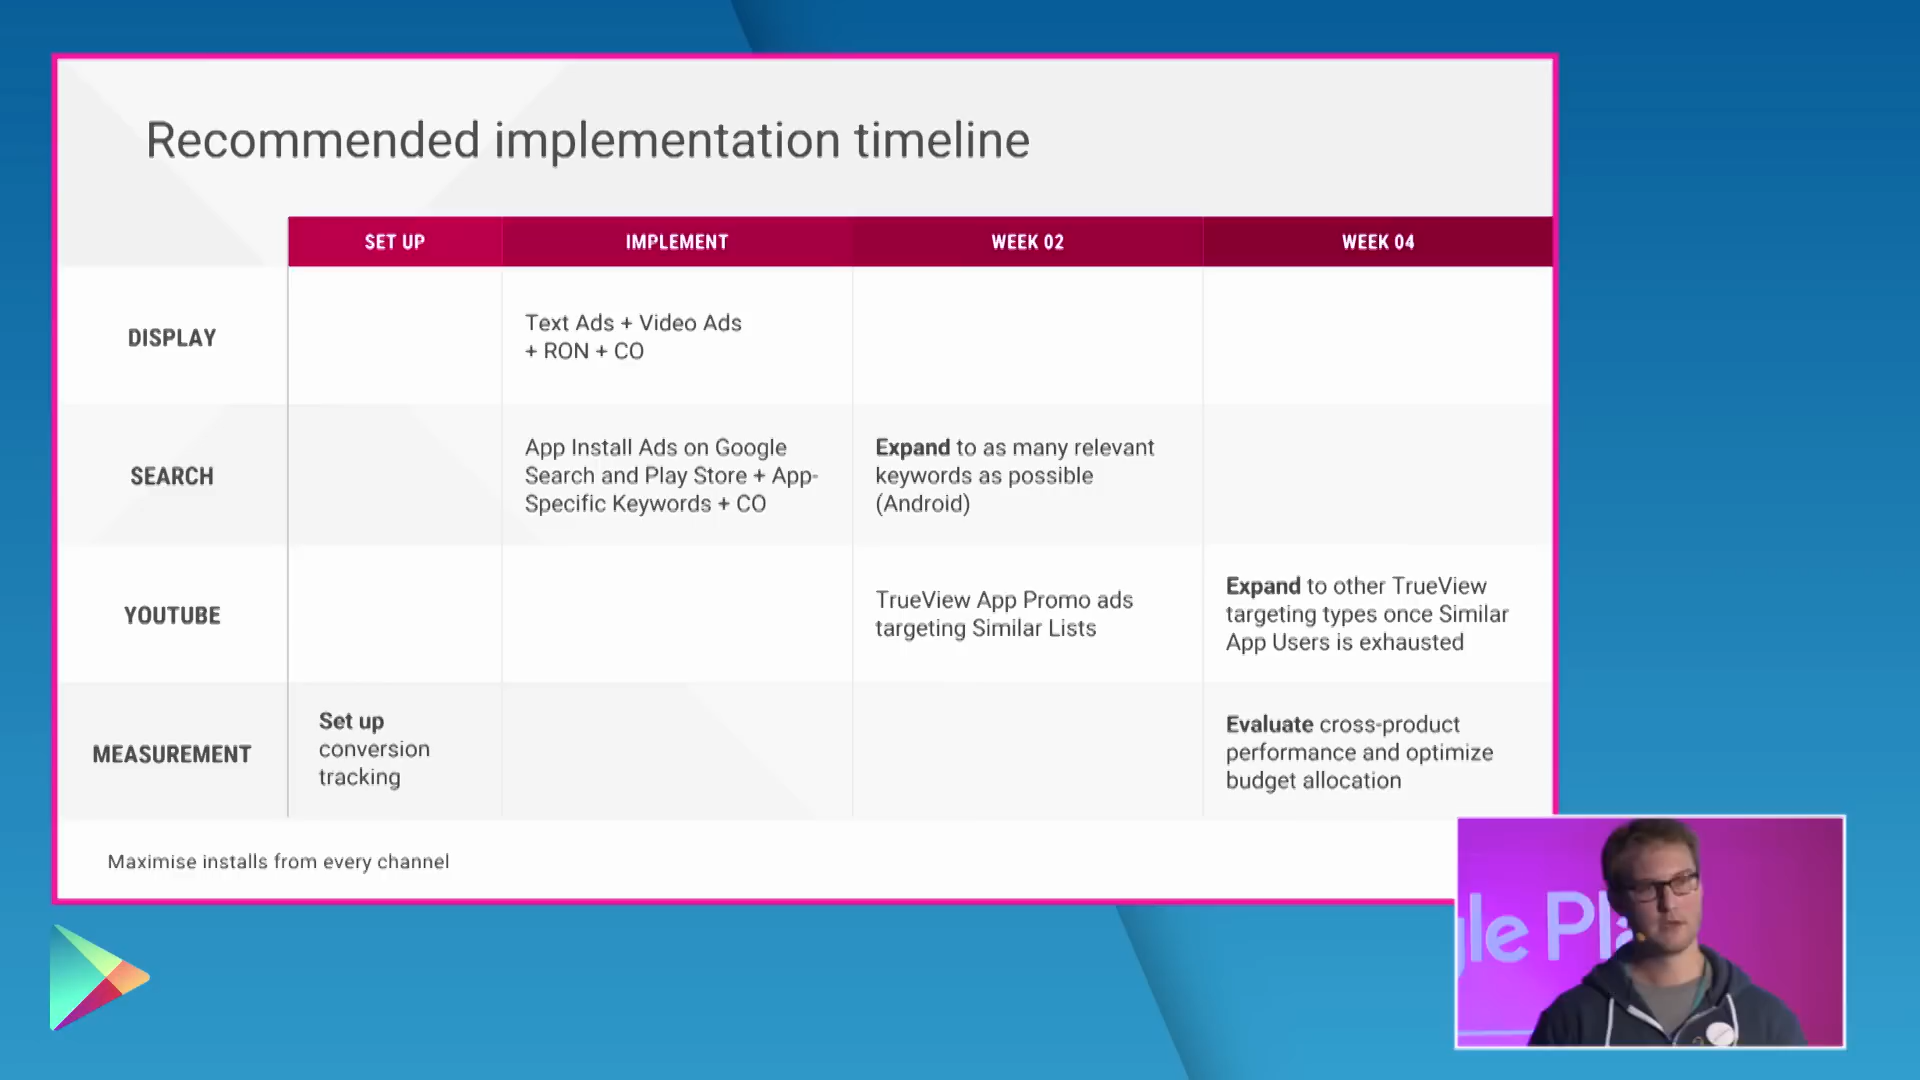 Recommended implementation timeline
SET UP
IMPLEMENT
WEEK 02
WEEK 04
DISPLAY
Text Ads + Video Ads
+ RON + CO
SEARCH
App Install Ads on Google
Search and Play Store + App-
Specific Keywords + CO
Expand to as many relevant
keywords as possible
(Android)
YOUTUBE
TrueView App Promo ads
targeting Similar Lists
Expand to other TrueView
targeting types once Similar
App Users is exhausted
MEASUREMENT
Set up
conversion
tracking
Evaluate cross-product
performance and optimize
budget allocation
Maximise installs from every channel
gle Pla